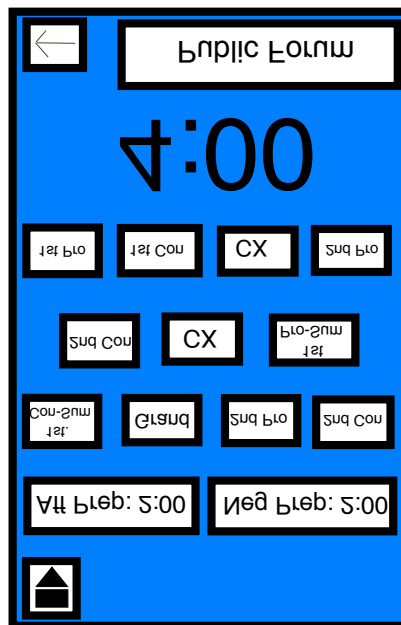 Public Forum
4:00
1st Pro
1st Con
CX
2nd Pro
2nd Con
CX
1st
Pro-Sum
1st.
Con-Sum
Grand
2nd Pro
2nd Con
Aff Prep: 2:00
Neg Prep: 2:00